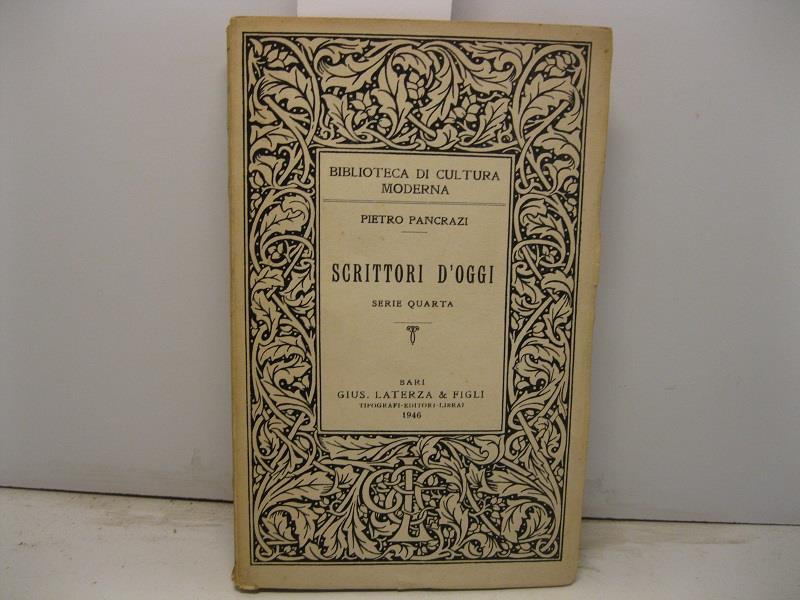 BIBLIOTECA DI CULTURA
MODERNA
PIETRO PANCRAZI
SCRITTORI D'OGGI
SERIE QUARTA
BARI
GIUS. LATERZA & FIGLI
TIPOGRAFI-EDITORI-LIBRAI
1946